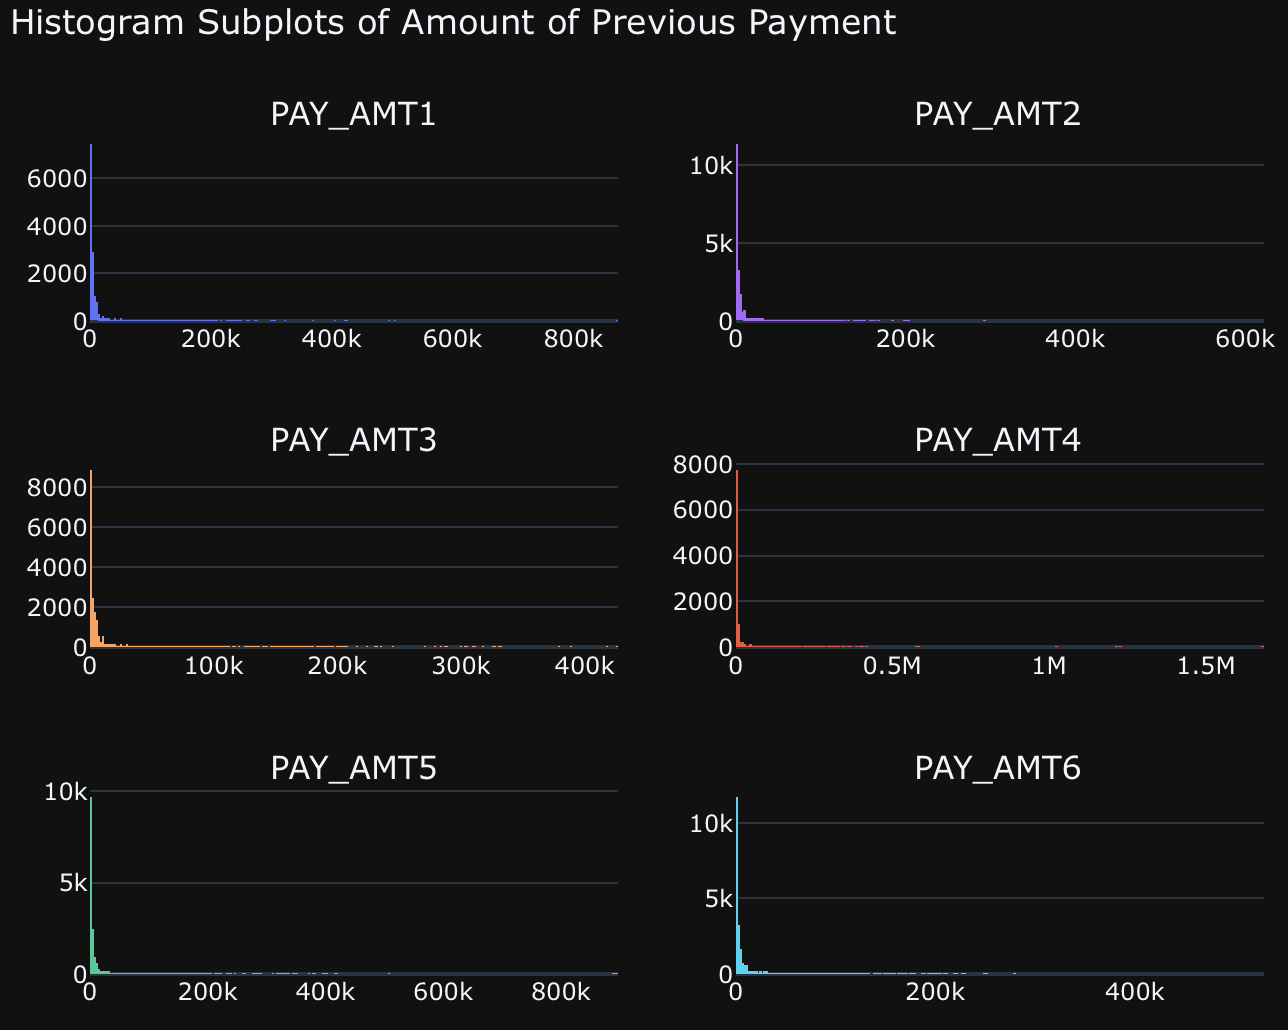 Histogram Subplots of Amount of Previous Payment
PAY_AMT1
6000
4000
2000
0
0 200k 400k 600k 800k
PAY_AMT2
10k
5k
0
0 200k 400k 600k
PAY_AMT3
8000
6000
4000
2000
0
0 100k 200k 300k 400k
PAY_AMT4
8000
6000
4000
2000
0
0 0.5M 1M 1.5M
PAY_AMT5
10k
5k
0
0 200k 400k 600k 800k
PAY_AMT6
10k
5k
0
0 200k 400k